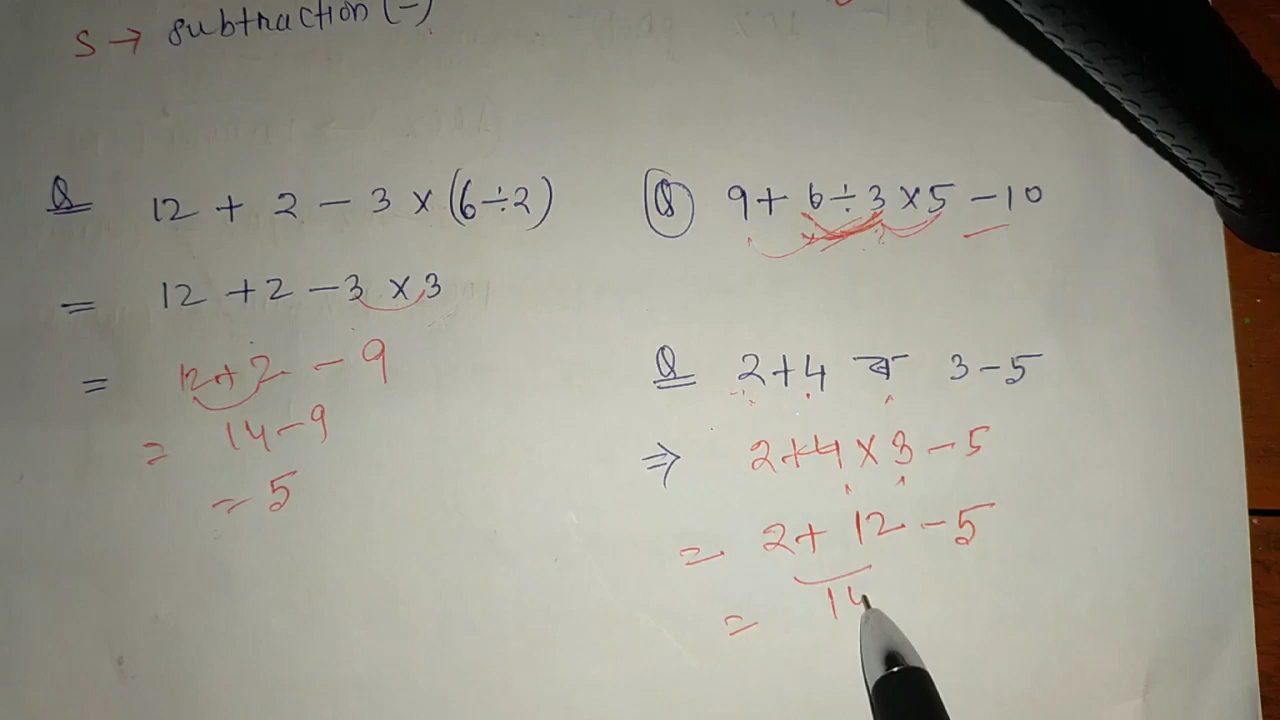 S → subtraction (-)
Q 12 + 2 - 3 × (6÷2)
= 12 + 2 - 3 × 3
= 12 + 2 - 9
= 14 - 9
= 5
Q 9 + 6 ÷ 3 × 5 - 10
Q 2 + 4 का 3 - 5
⇒ 2 + 4 × 3 - 5
= 2 + 12 - 5
= 14